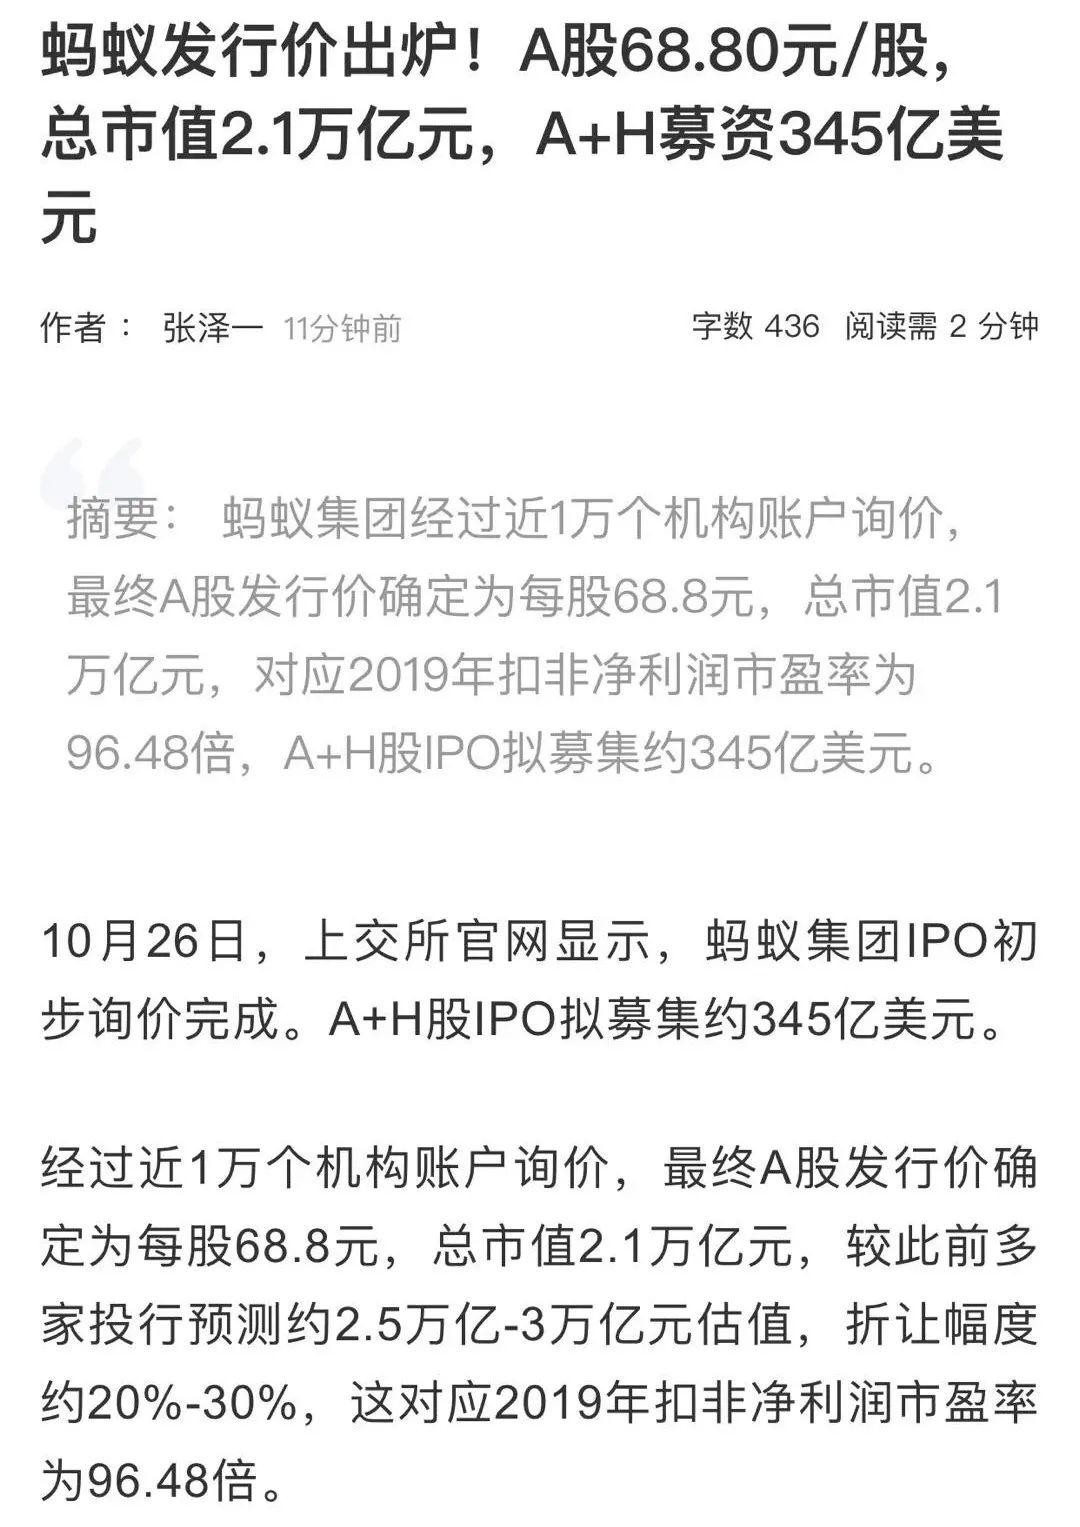 蚂蚁发行价出炉！A股68.80元/股，
总市值2.1万亿元，A+H募资345亿美
元
作者： 张泽一 11分钟前 字数 436 阅读需 2 分钟
摘要： 蚂蚁集团经过近1万个机构账户询价，
最终A股发行价确定为每股68.8元，总市值2.1
万亿元，对应2019年扣非净利润市盈率为
96.48倍，A+H股IPO拟募集约345亿美元。
10月26日，上交所官网显示，蚂蚁集团IPO初
步询价完成。A+H股IPO拟募集约345亿美元。
经过近1万个机构账户询价，最终A股发行价确
定为每股68.8元，总市值2.1万亿元，较此前多
家投行预测约2.5万亿-3万亿元估值，折让幅度
约20%-30%，这对应2019年扣非净利润市盈率
为96.48倍。